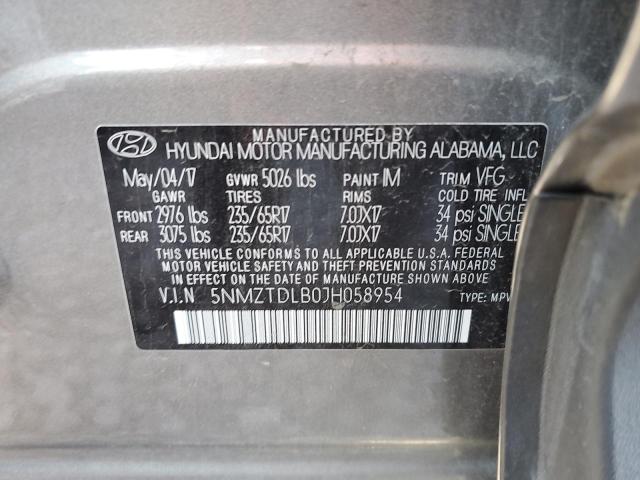 MANUFACTURED BY
HYUNDAI MOTOR MANUFACTURING ALABAMA, LLC
May/04/17 GVWR 5026 lbs PAINT IM TRIM VFG
GAWR TIRES RIMS COLD TIRE INFL
FRONT 2976 lbs 235/65R17 7.0JX17 34 psi SINGLE
REAR 3075 lbs 235/65R17 7.0JX17 34 psi SINGLE
THIS VEHICLE CONFORMS TO ALL APPLICABLE U.S.A. FEDERAL
MOTOR VEHICLE SAFETY AND THEFT PREVENTION STANDARDS
IN EFFECT ON THE DATE OF MANUFACTURE SHOWN ABOVE.
V.I.N 5NMZTDLB0JH058954 TYPE: MPV